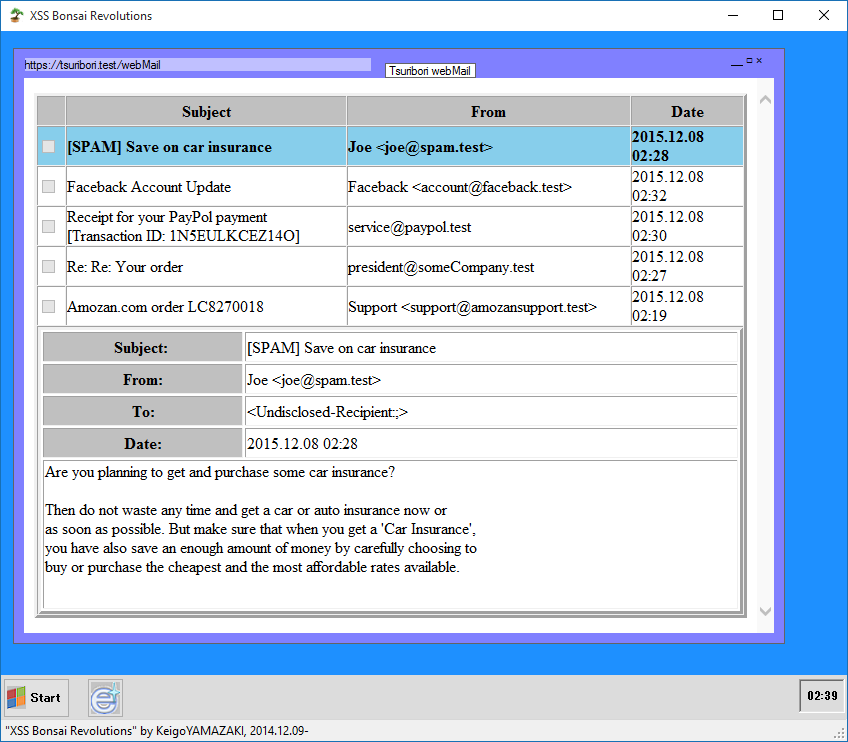 XSS Bonsai Revolutions
https://tsuribori.test/webMail
Tsuribori webMail
Subject From Date
[SPAM] Save on car insurance Joe <joe@spam.test> 2015.12.08
02:28
Faceback Account Update Faceback <account@faceback.test> 2015.12.08
02:32
Receipt for your PayPol payment
[Transaction ID: 1N5EULKCEZ14O] service@paypol.test 2015.12.08
02:30
Re: Re: Your order president@someCompany.test 2015.12.08
02:27
Amozan.com order LC8270018 Support <support@amozansupport.test> 2015.12.08
02:19
Subject: [SPAM] Save on car insurance
From: Joe <joe@spam.test>
To: <Undisclosed-Recipient:;>
Date: 2015.12.08 02:28
Are you planning to get and purchase some car insurance?
Then do not waste any time and get a car or auto insurance now or
as soon as possible. But make sure that when you get a 'Car Insurance',
you have also save an enough amount of money by carefully choosing to
buy or purchase the cheapest and the most affordable rates available.
Start
02:39
"XSS Bonsai Revolutions" by KeigoYAMAZAKI, 2014.12.09-